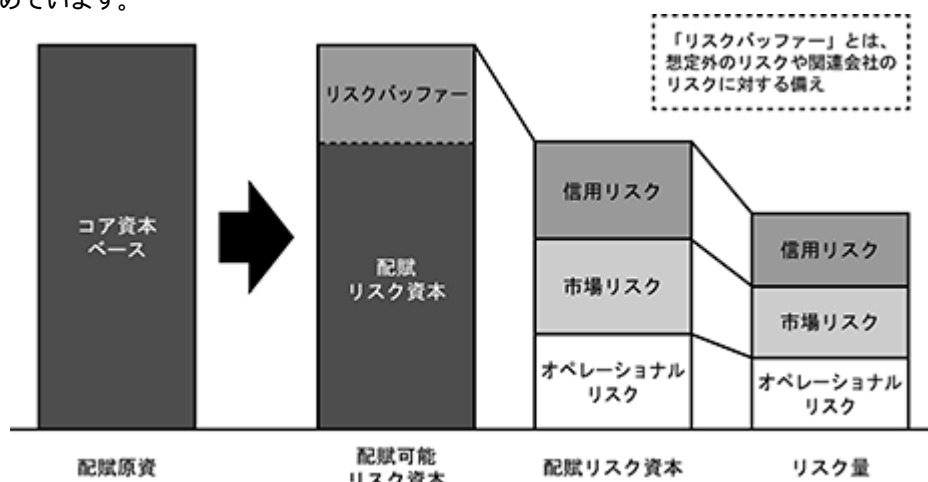 めています。
「リスクバッファー」とは、
想定外のリスクや関連会社の
リスクに対する備え
リスクバッファー
コア資本
ベース
配賦
リスク資本
信用リスク
市場リスク
オペレーショナル
リスク
信用リスク
市場リスク
オペレーショナル
リスク
配賦原資
配賦可能
リスク資本
配賦リスク資本
リスク量